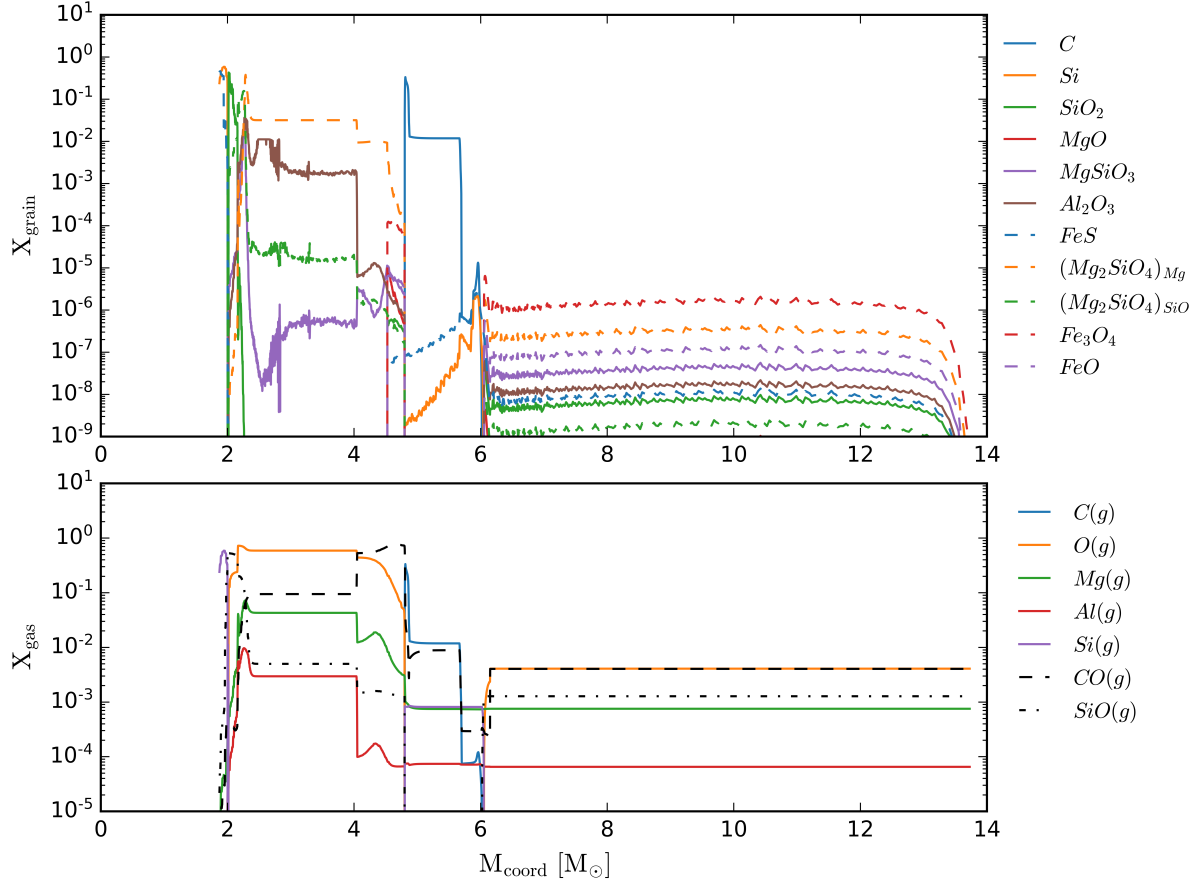 10^1
10^0
10^-1
10^-2
10^-3
10^-4
10^-5
10^-6
10^-7
10^-8
10^-9
X_grain
0 2 4 6 8 10 12 14
C
Si
SiO_2
MgO
MgSiO_3
Al_2O_3
FeS
(Mg_2SiO_4)_Mg
(Mg_2SiO_4)_SiO
Fe_3O_4
FeO
10^1
10^0
10^-1
10^-2
10^-3
10^-4
10^-5
X_gas
0 2 4 6 8 10 12 14
M_coord [M_☉]
C(g)
O(g)
Mg(g)
Al(g)
Si(g)
CO(g)
SiO(g)